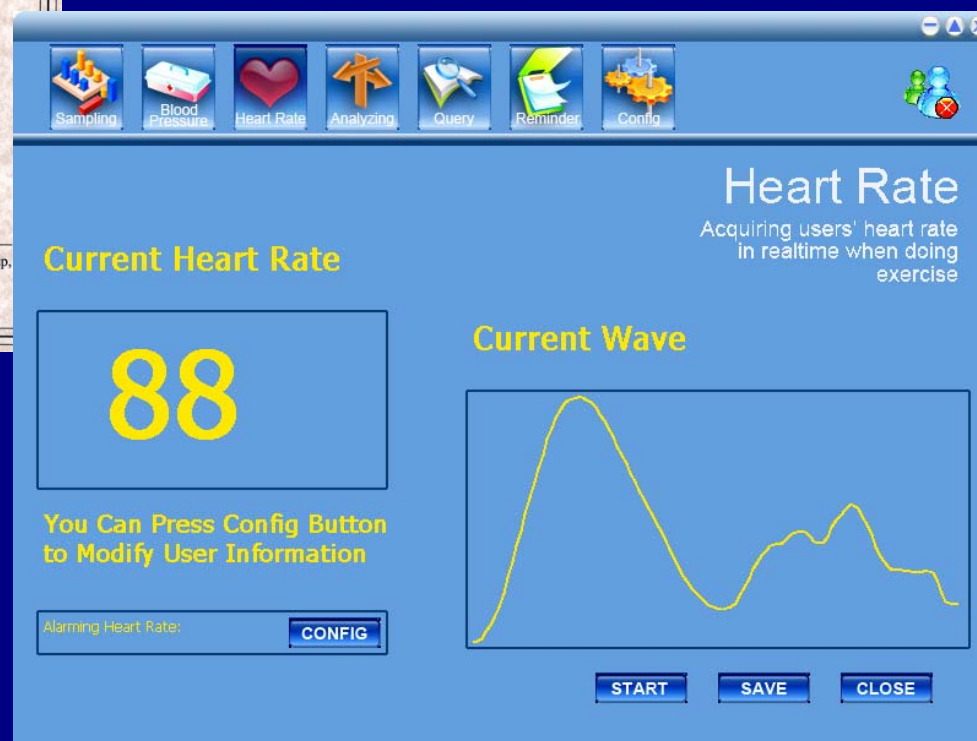 Sampling
Blood
Pressure
Heart Rate
Analyzing
Query
Reminder
Config
Heart Rate
Acquiring users' heart rate
in realtime when doing
exercise
Current Heart Rate
88
Current Wave
You Can Press Config Button
to Modify User Information
Alarming Heart Rate:
CONFIG
START
SAVE
CLOSE